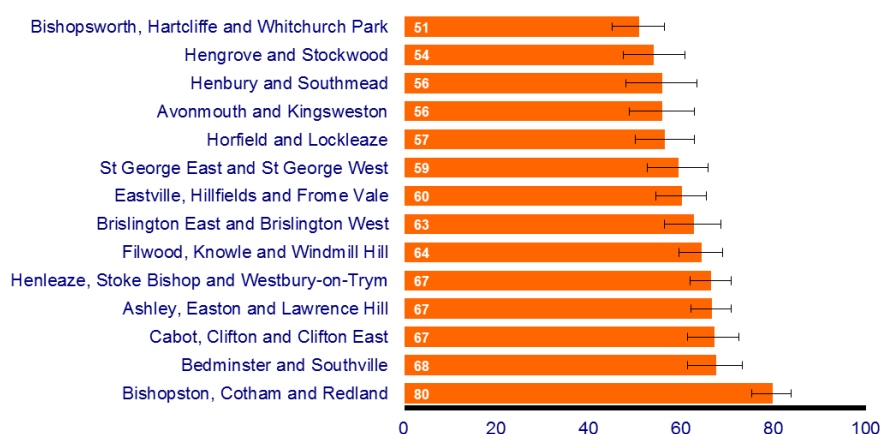 Bishopsworth, Hartcliffe and Whitchurch Park 51
Hengrove and Stockwood 54
Henbury and Southmead 56
Avonmouth and Kingsweston 56
Horfield and Lockleaze 57
St George East and St George West 59
Eastville, Hillfields and Frome Vale 60
Brislington East and Brislington West 63
Filwood, Knowle and Windmill Hill 64
Henleaze, Stoke Bishop and Westbury-on-Trym 67
Ashley, Easton and Lawrence Hill 67
Cabot, Clifton and Clifton East 67
Bedminster and Southville 68
Bishopston, Cotham and Redland 80
0 20 40 60 80 100